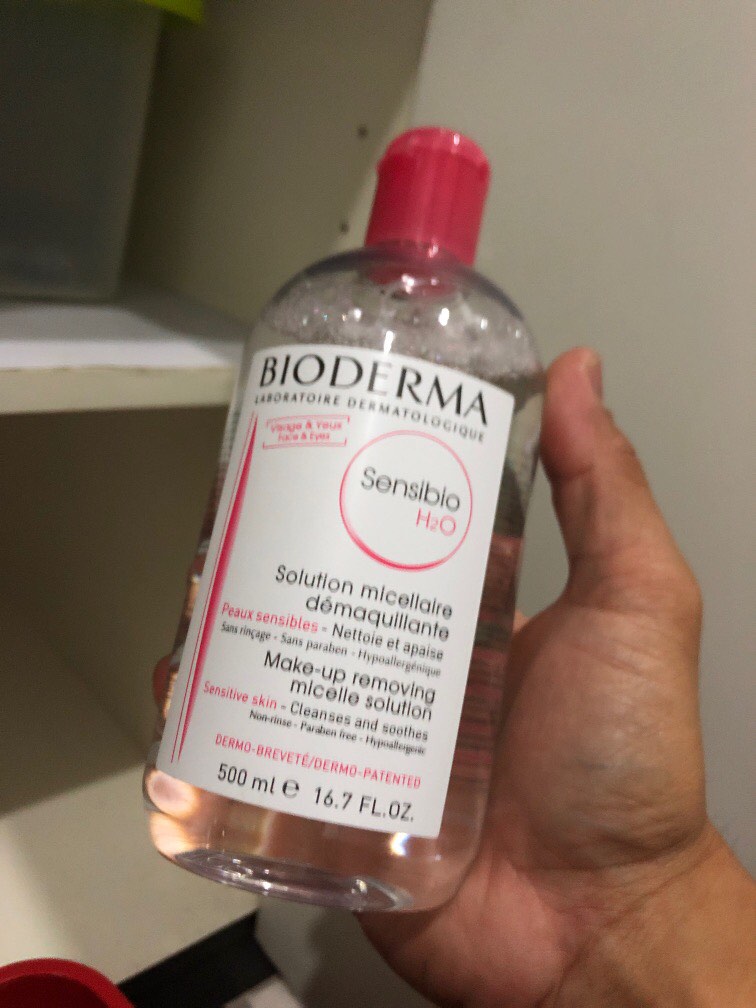 BIODERMA
LABORATOIRE DERMATOLOGIQUE
Visage & Yeux
Face & Eyes
Sensibio
H2O
Solution micellaire
démaquillante
Peaux sensibles - Nettoie et apaise
Sans rinçage - Sans paraben - Hypoallergénique
Make-up removing
micelle solution
Sensitive skin - Cleanses and soothes
Non-rinse - Paraben free - Hypoallergenic
DERMO-BREVETÉ/DERMO-PATENTED
500 ml e 16.7 FL.OZ.